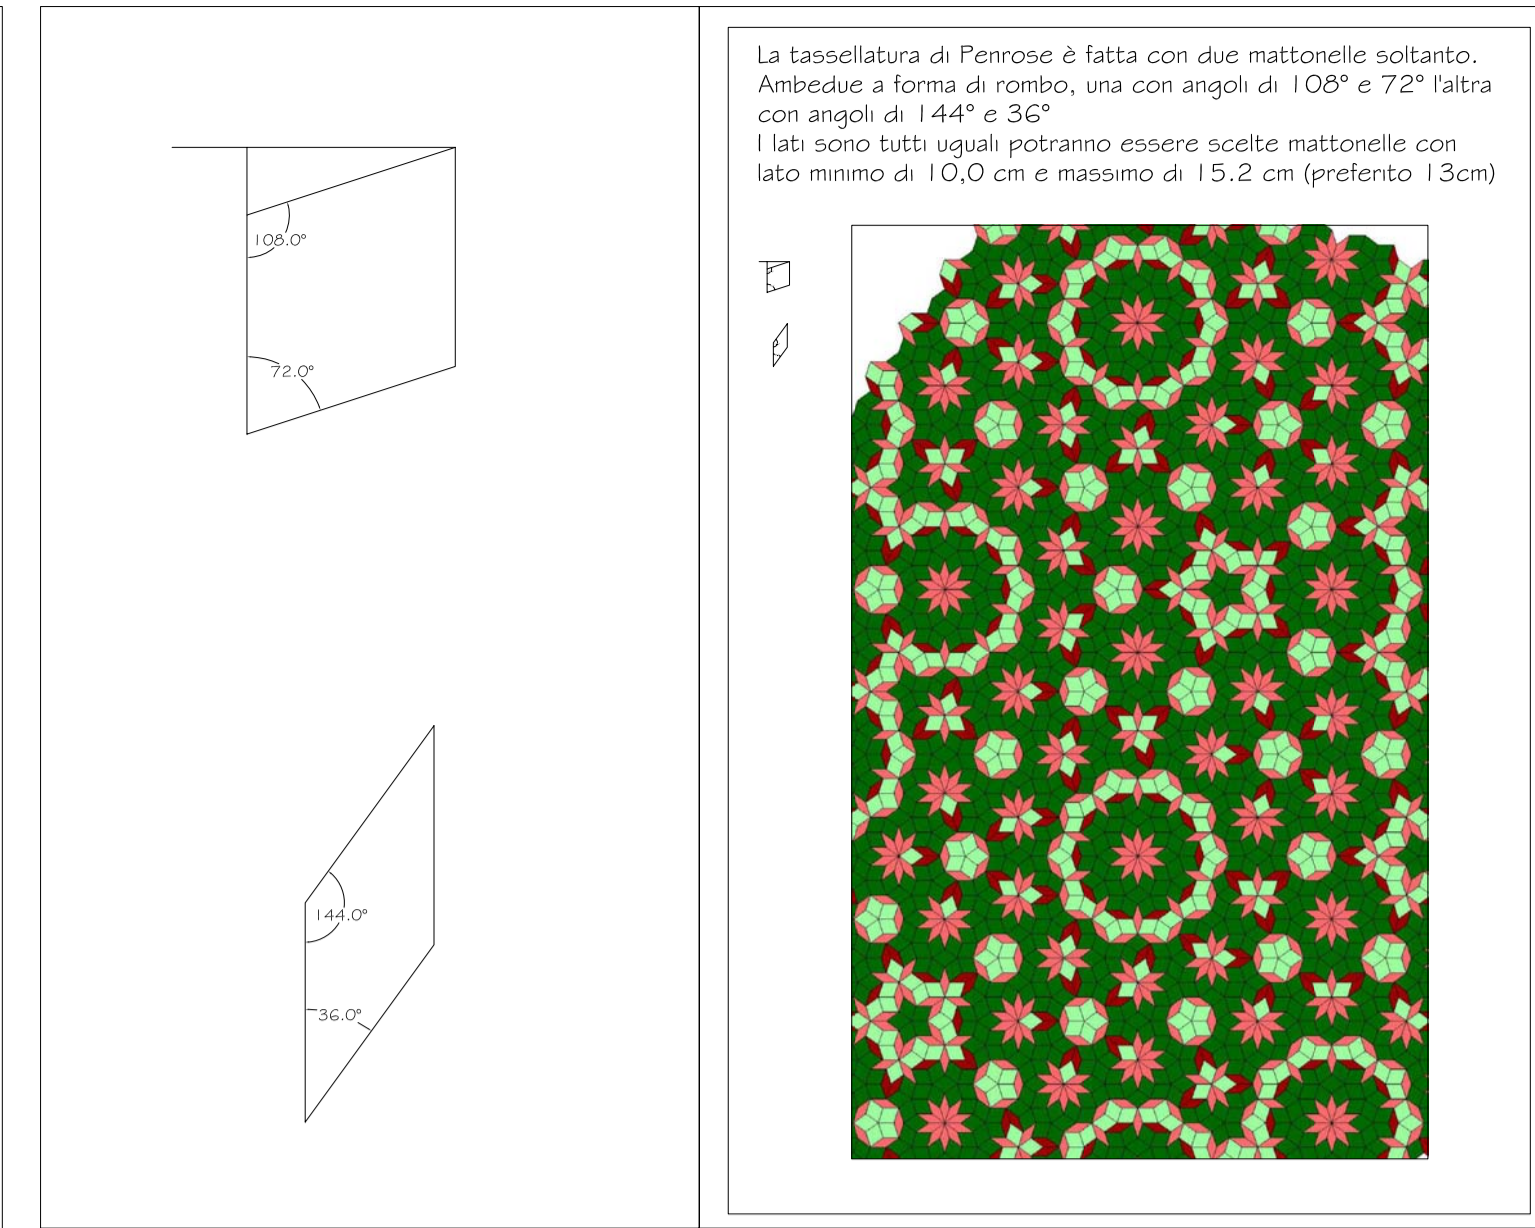 La tassellatura di Penrose è fatta con due mattonelle soltanto.
Ambedue a forma di rombo, una con angoli di 108° e 72° l'altra
con angoli di 144° e 36°
I lati sono tutti uguali potranno essere scelte mattonelle con
lato minimo di 10,0 cm e massimo di 15.2 cm (preferito 13cm)
108.0°
72.0°
144.0°
36.0°